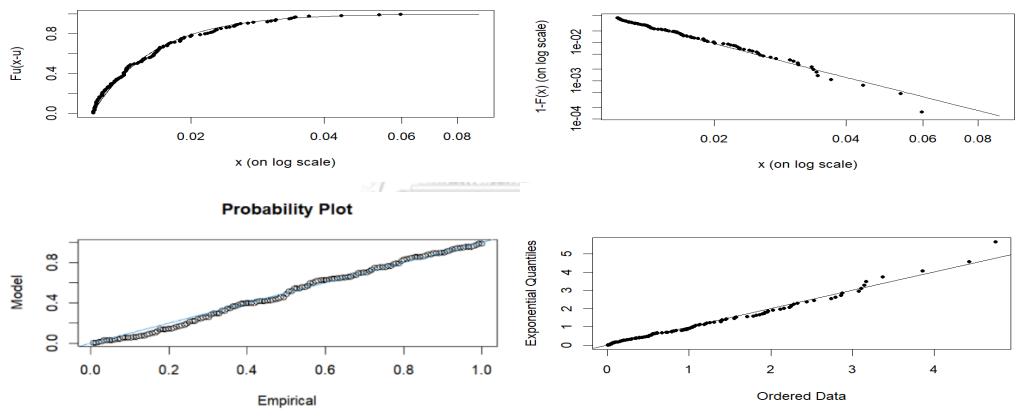 Fu(x-u)
0.0 0.8
0.02 0.04 0.06 0.08
x (on log scale)
1-F(x) (on log scale)
1e-04 1e-03 1e-02
0.02 0.04 0.06 0.08
x (on log scale)
Probability Plot
Model
0.0 0.4 0.8
0.0 0.2 0.4 0.6 0.8 1.0
Empirical
Exponential Quantiles
0 1 2 3 4 5
0 1 2 3 4
Ordered Data